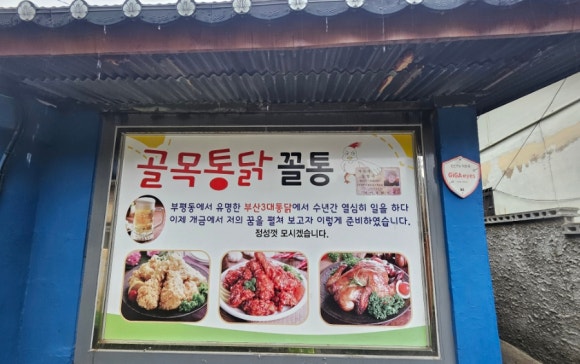 골목통닭 꼴통
부평동에서 유명한 부산3대통닭에서 수년간 열심히 일을 하다
이제 개금에서 저의 꿈을 펼쳐 보고자 이렇게 준비하였습니다.
정성껏 모시겠습니다.
GiGAeyes